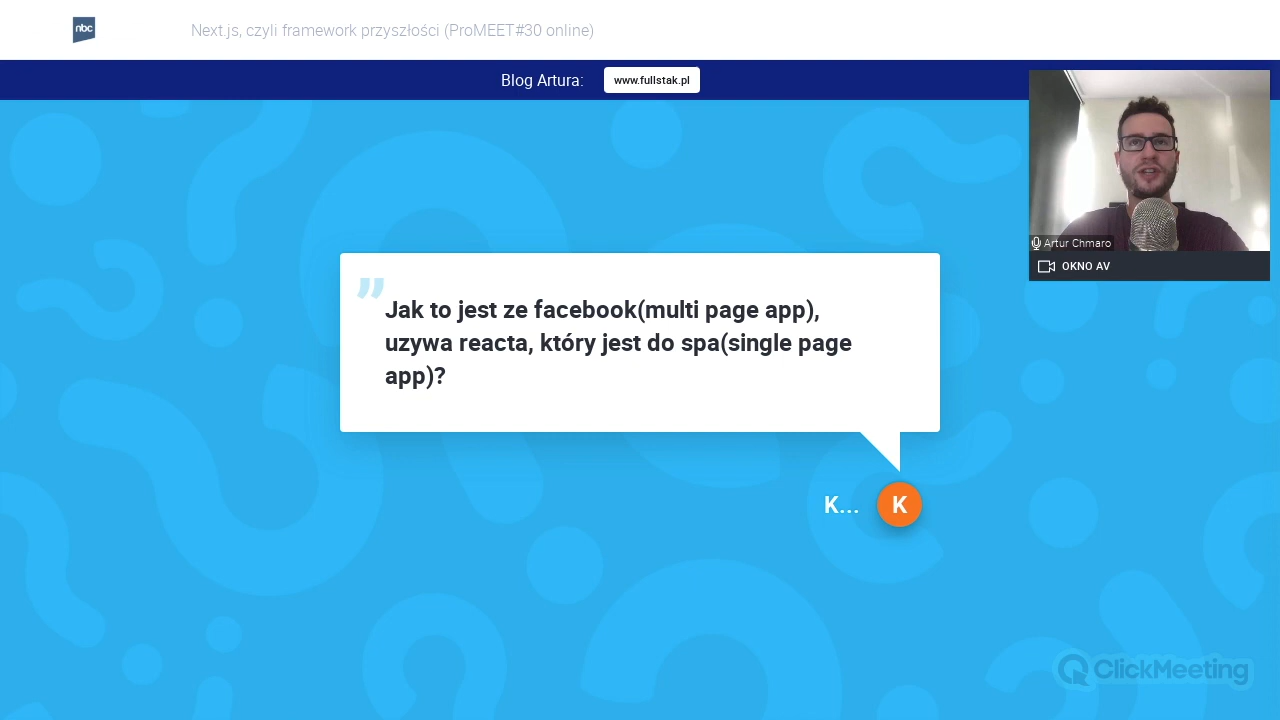 nbc
Next.js, czyli framework przyszłości (ProMEET#30 online)
Blog Artura:
www.fullstak.pl
Artur Chmaro
OKNO AV
”
Jak to jest ze facebook(multi page app),
uzywa reacta, który jest do spa(single page
app)?
K...
K
ClickMeeting